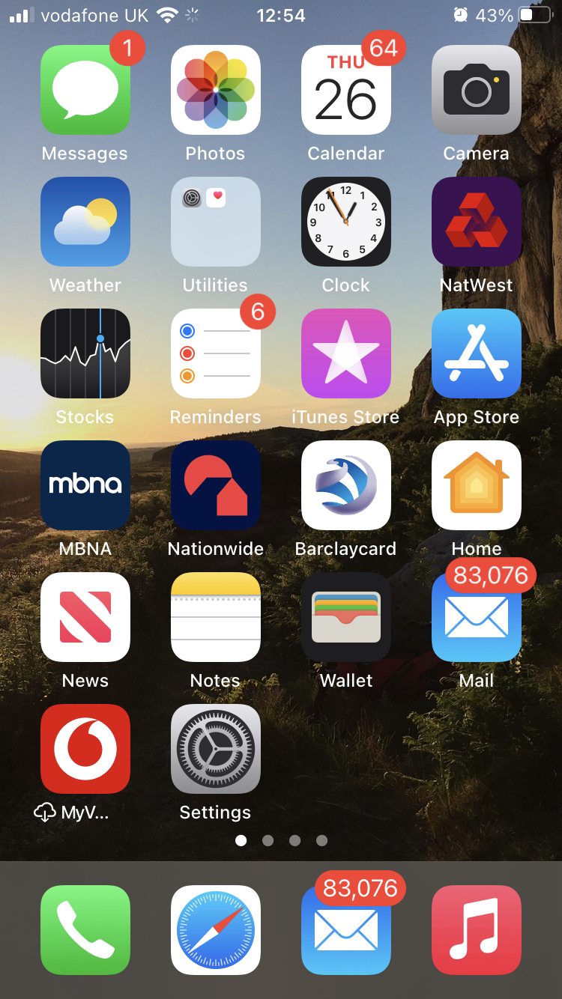 vodafone UK 12:54 43%
1 64
THU
26
Messages Photos Calendar Camera
12
11 1
10 2
9 3
8 4
7 5
6
Weather Utilities Clock NatWest
6
Stocks Reminders iTunes Store App Store
mbna
MBNA Nationwide Barclaycard Home
83,076
News Notes Wallet Mail
MyV... Settings
83,076